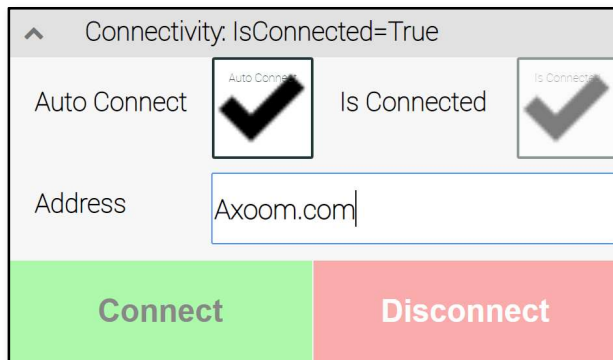 Connectivity: IsConnected=True
Auto Connect Auto Connect Is Connected Is Connected
Address Axoom.com
Connect Disconnect